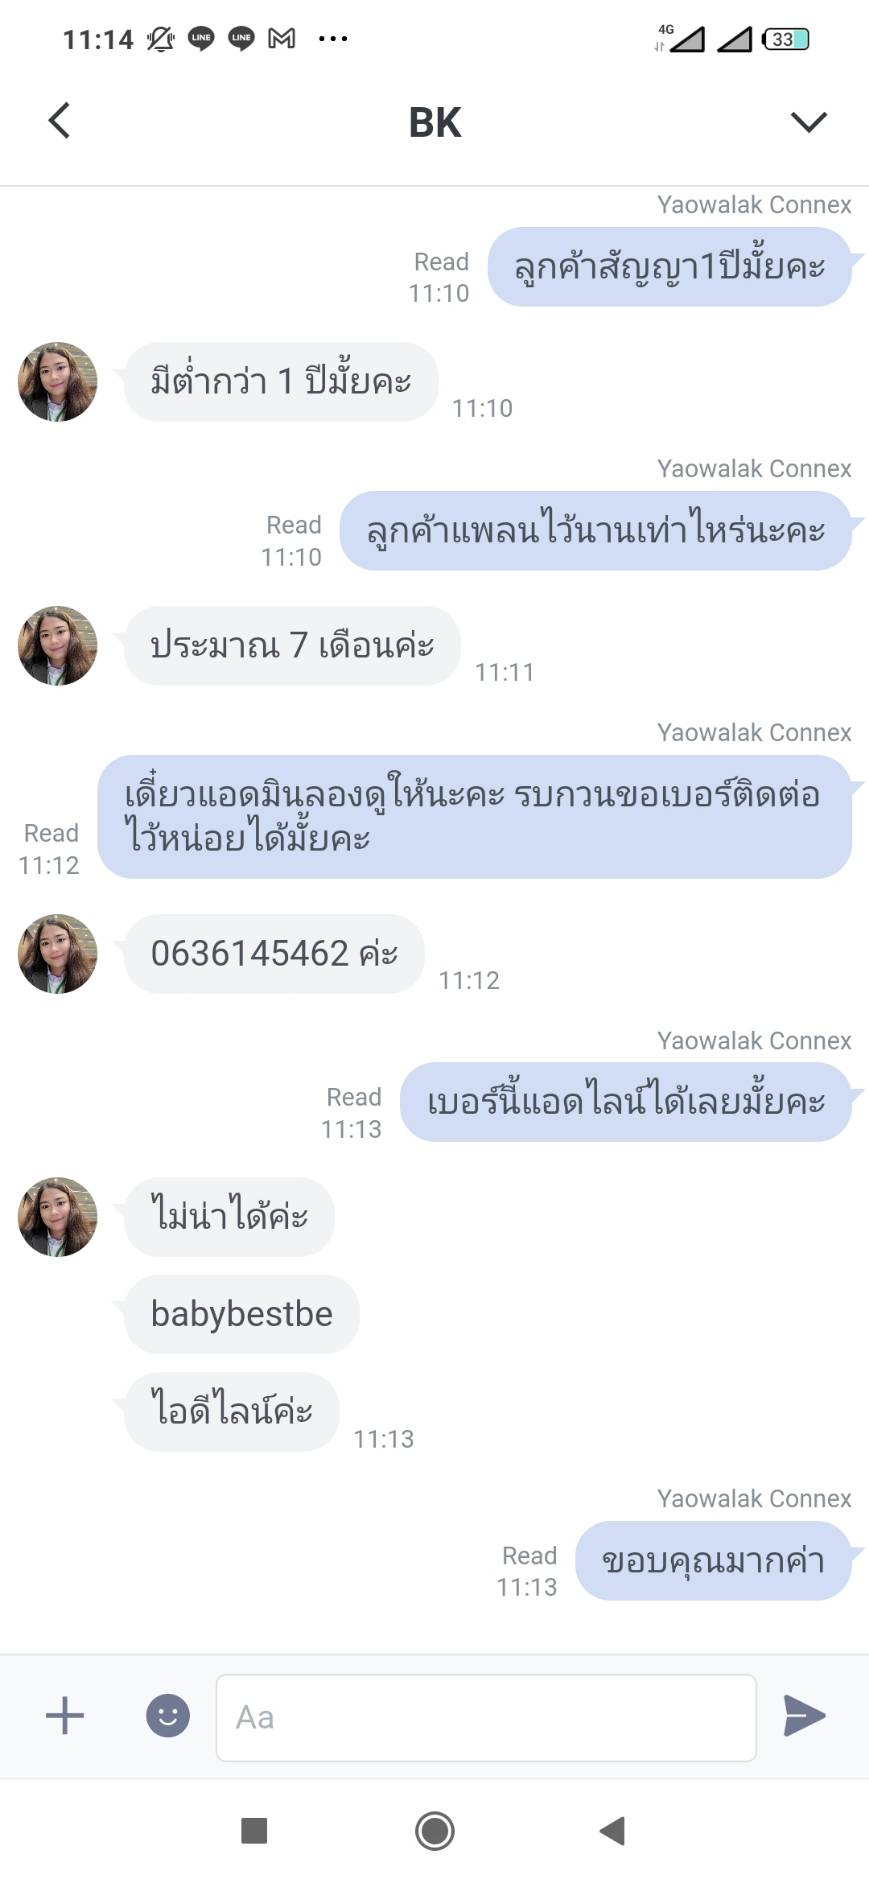 11:14 LINE LINE 4G 33
BK
Yaowalak Connex
ลูกค้าสัญญา1ปีมั้ยคะ
Read
11:10
มีต่ำกว่า 1 ปีมั้ยคะ
11:10
Yaowalak Connex
ลูกค้าแพลนไว้นานเท่าไหร่นะคะ
Read
11:10
ประมาณ 7 เดือนค่ะ
11:11
Yaowalak Connex
เดี๋ยวแอดมินลองดูให้นะคะ รบกวนขอเบอร์ติดต่อ
ไว้หน่อยได้มั้ยคะ
Read
11:12
0636145462 ค่ะ
11:12
Yaowalak Connex
เบอร์นี้แอดไลน์ได้เลยมั้ยคะ
Read
11:13
ไม่น่าได้ค่ะ
babybestbe
ไอดีไลน์ค่ะ
11:13
Yaowalak Connex
ขอบคุณมากค่า
Read
11:13
Aa